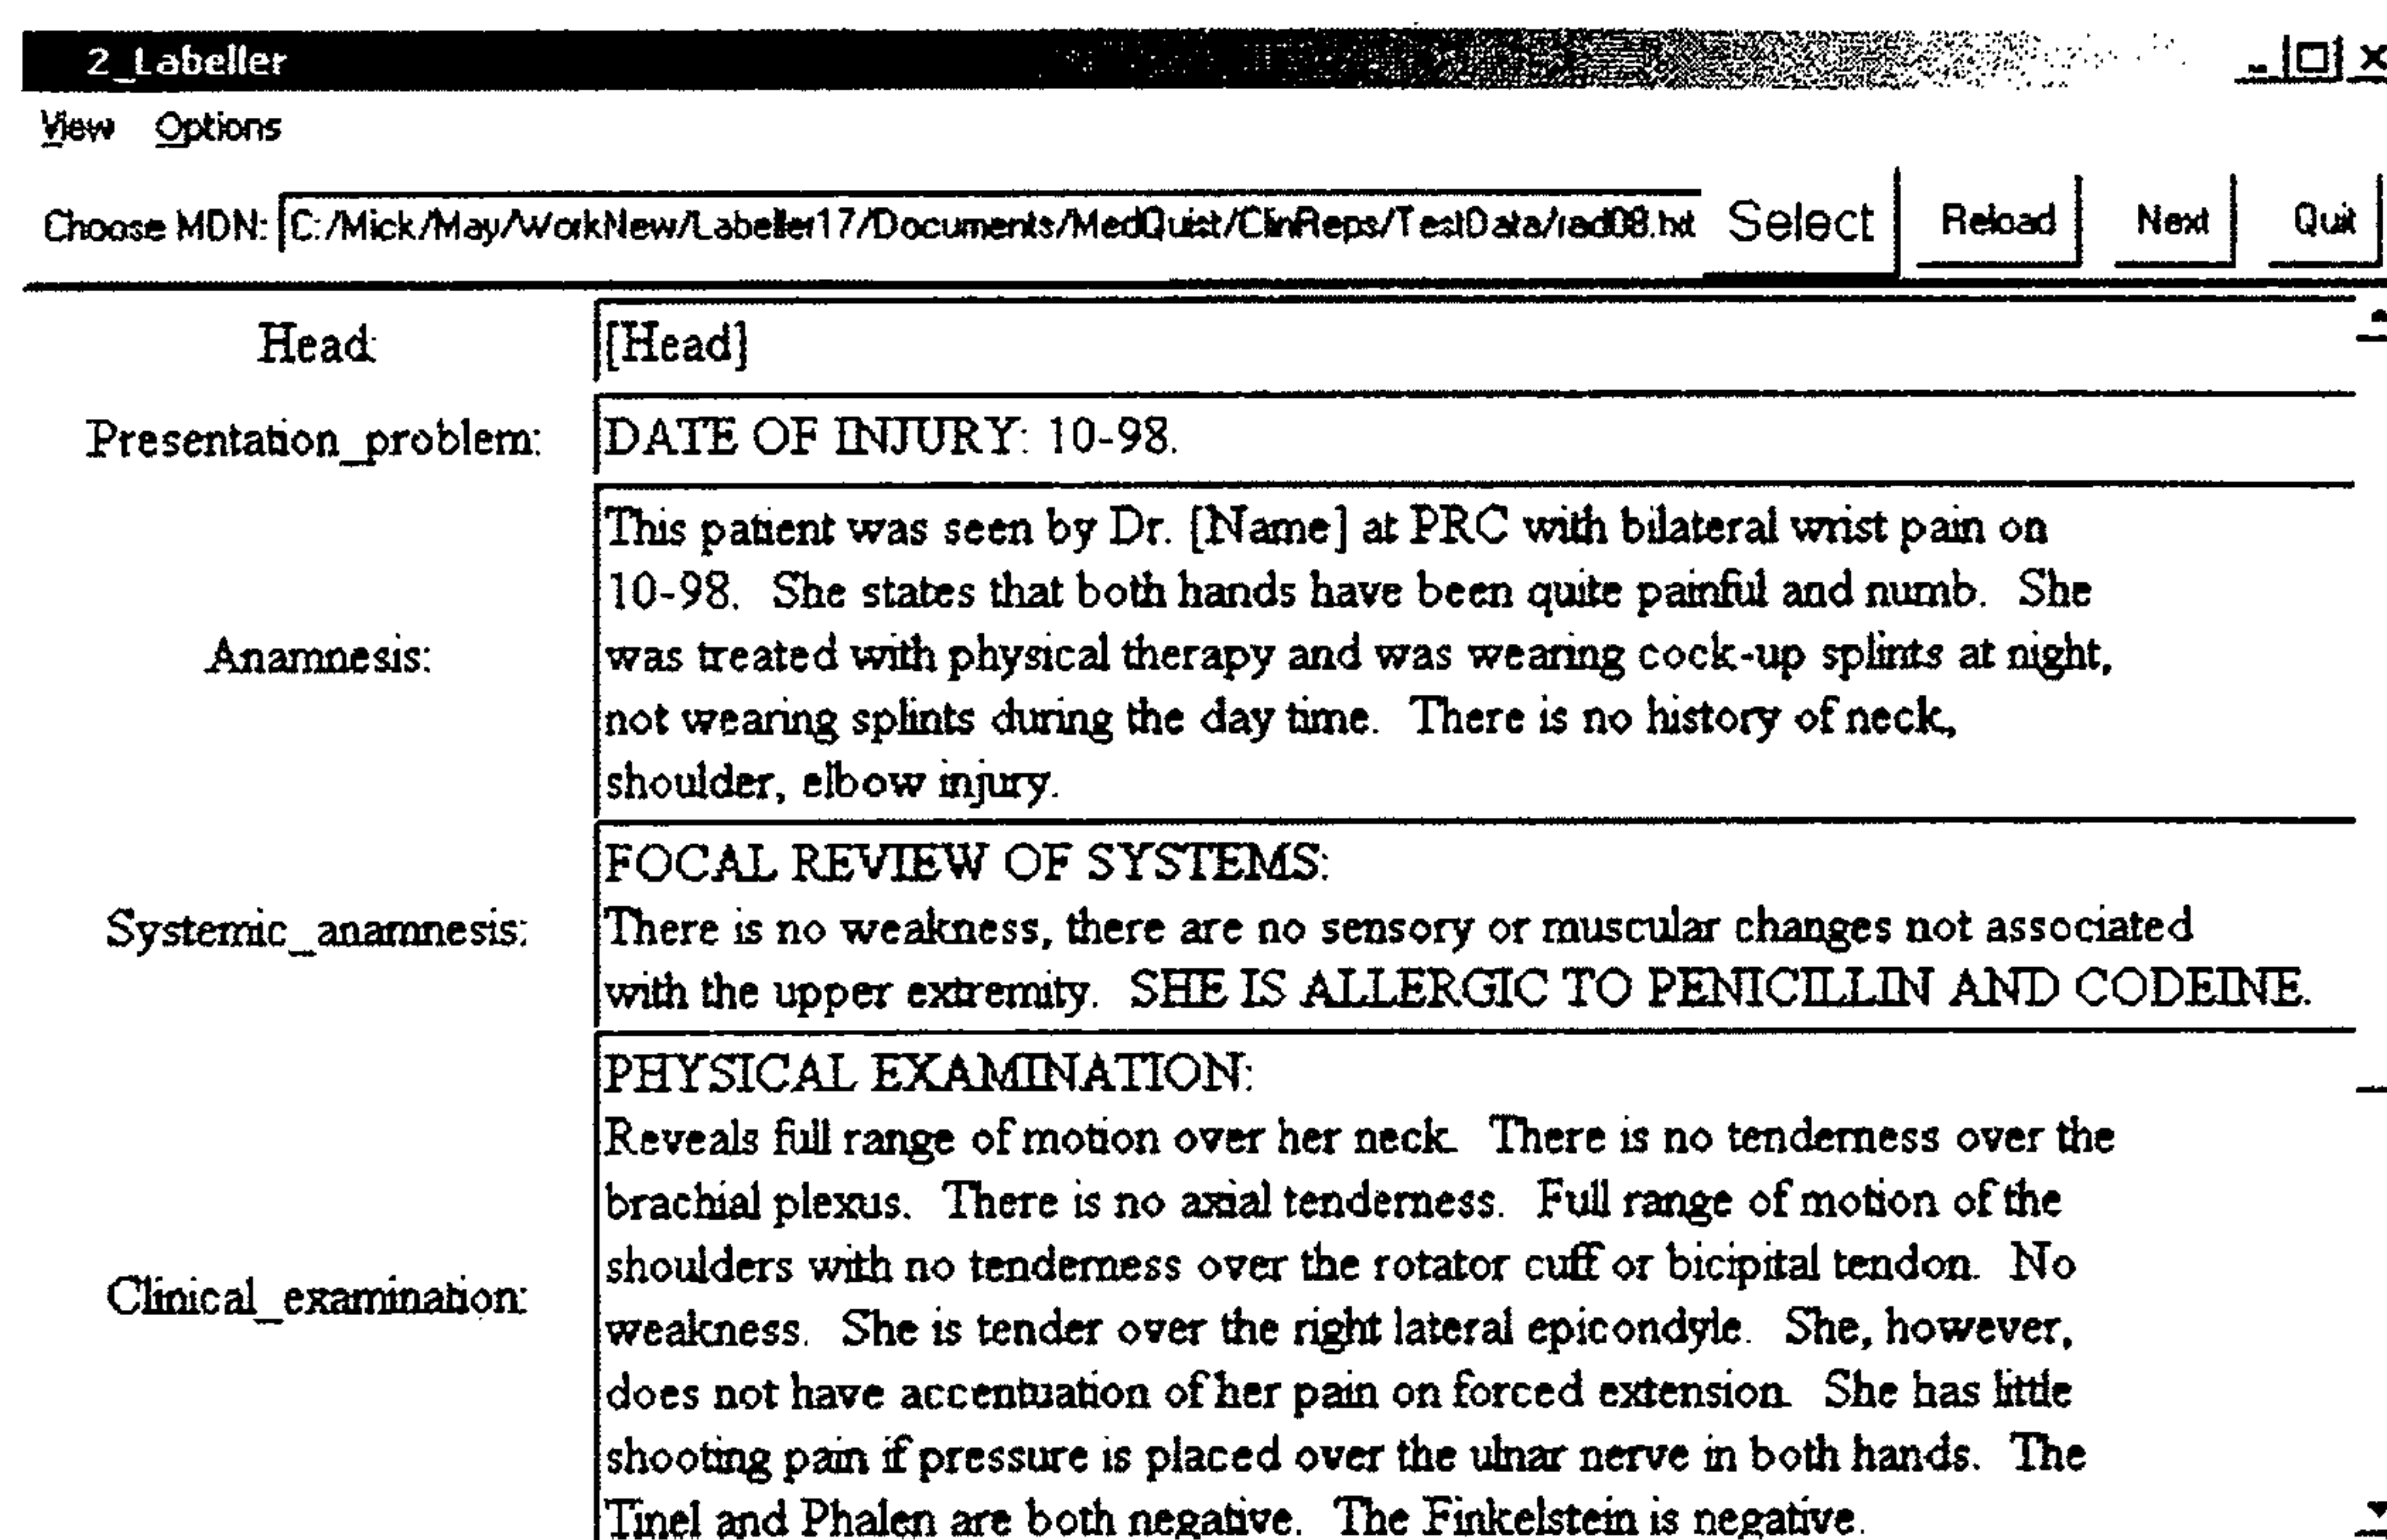 2_Labeller
View Options
Choose MDN: C:/Mick/May/WorkNew/Labeller17/Documents/MedQuist/ClinReps/TestData/rad08.txt Select Reload Next Quit
Head: [Head]
Presentation_problem: DATE OF INJURY: 10-98.
This patient was seen by Dr. [Name] at PRC with bilateral wrist pain on
10-98. She states that both hands have been quite painful and numb. She
Anamnesis: was treated with physical therapy and was wearing cock-up splints at night,
not wearing splints during the day time. There is no history of neck,
shoulder, elbow injury.
FOCAL REVIEW OF SYSTEMS:
Systemic_anamnesis: There is no weakness, there are no sensory or muscular changes not associated
with the upper extremity. SHE IS ALLERGIC TO PENICILLIN AND CODEINE.
PHYSICAL EXAMINATION:
Reveals full range of motion over her neck. There is no tenderness over the
brachial plexus. There is no axial tenderness. Full range of motion of the
shoulders with no tenderness over the rotator cuff or bicipital tendon. No
Clinical_examination: weakness. She is tender over the right lateral epicondyle. She, however,
does not have accentuation of her pain on forced extension. She has little
shooting pain if pressure is placed over the ulnar nerve in both hands. The
Tinel and Phalen are both negative. The Finkelstein is negative.